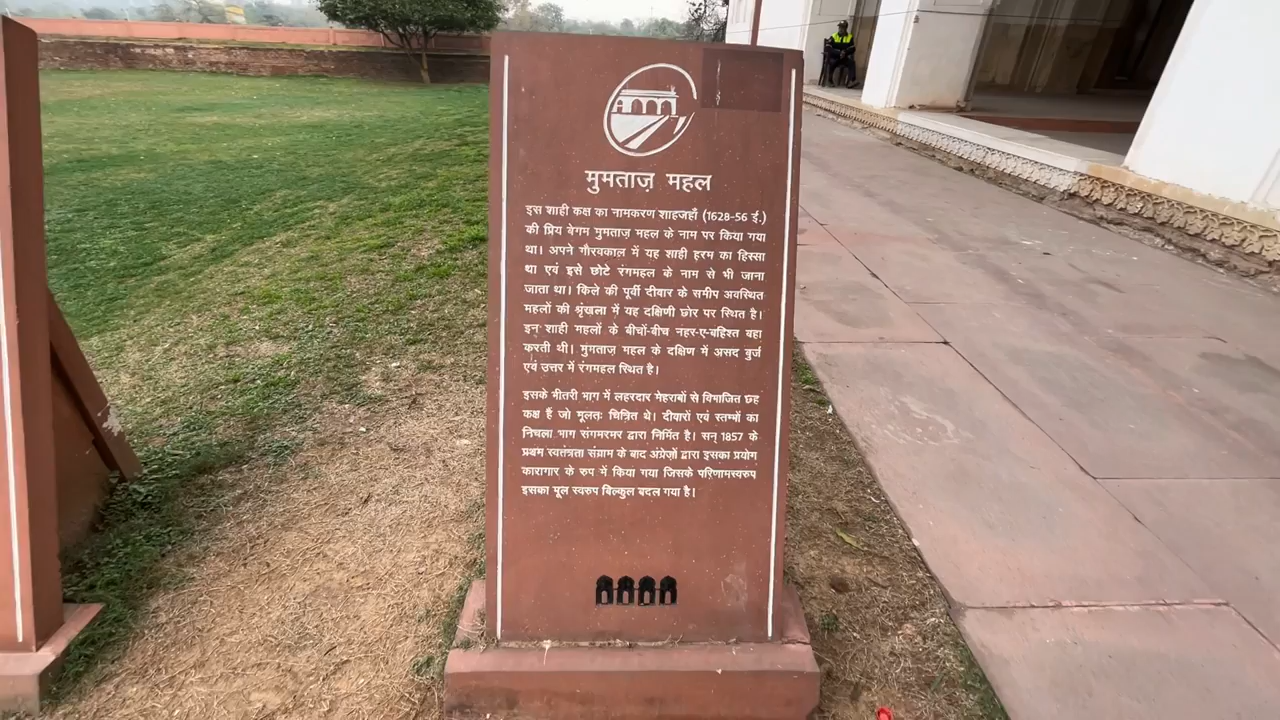 मुमताज़ महल
इस शाही कक्ष का नामकरण शाहजहाँ (1628-56 ई.)
की प्रिय बेगम मुमताज़ महल के नाम पर किया गया
था। अपने गौरवकाल में यह शाही हरम का हिस्सा
था एवं इसे छोटे रंगमहल के नाम से भी जाना
जाता था। किले की पूर्वी दीवार के समीप अवस्थित
महलों की श्रृंखला में यह दक्षिणी छोर पर स्थित है।
इन शाही महलों के बीचों-बीच नहर-ए-बहिश्त बहा
करती थी। मुमताज़ महल के दक्षिण में असद बुर्ज
एवं उत्तर में रंगमहल स्थित है।
इसके भीतरी भाग में लहरदार मेहराबों से विभाजित छह
कक्ष हैं जो मूलतः चित्रित थे। दीवारों एवं स्तम्भों का
निचला भाग संगमरमर द्वारा निर्मित है। सन् 1857 के
प्रथम स्वतंत्रता संग्राम के बाद अंग्रेज़ों द्वारा इसका प्रयोग
कारागार के रुप में किया गया जिसके परिणामस्वरुप
इसका मूल स्वरुप बिल्कुल बदल गया है।